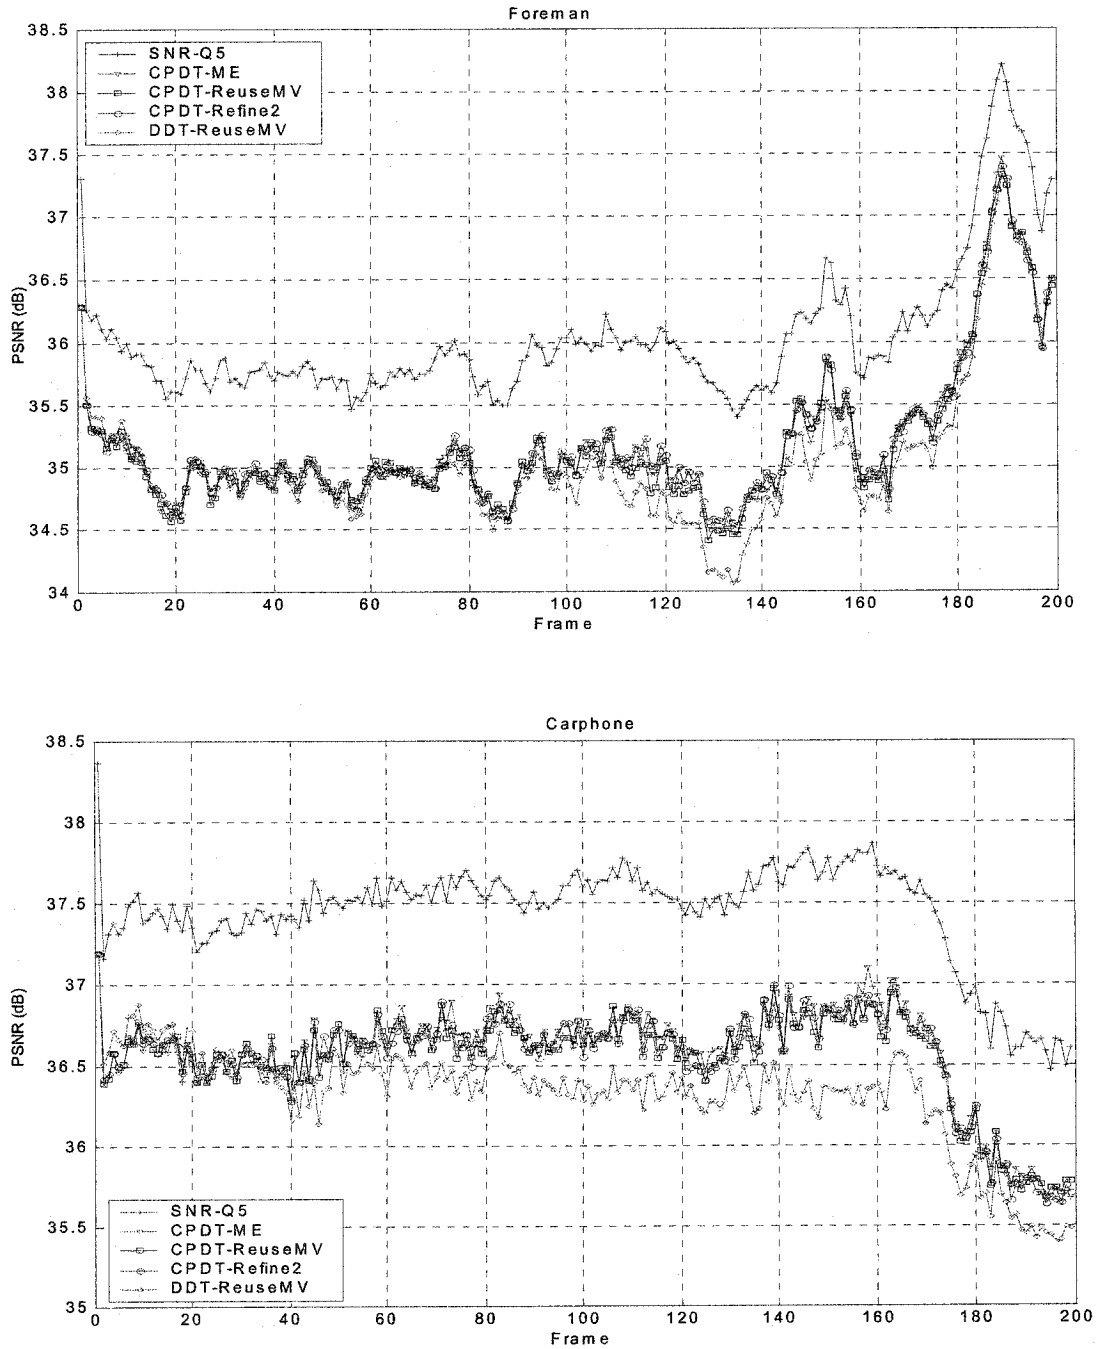 Foreman
38.5
SNR-Q5
CPDT-ME
CPDT-ReuseMV
CPDT-Refine2
DDT-ReuseMV
38
37.5
37
36.5
36
35.5
35
34.5
34
PSNR (dB)
0 20 40 60 80 100 120 140 160 180 200
Frame
Carphone
38.5
38
37.5
37
36.5
36
35.5
35
PSNR (dB)
SNR-Q5
CPDT-ME
CPDT-ReuseMV
CPDT-Refine2
DDT-ReuseMV
0 20 40 60 80 100 120 140 160 180 200
Frame